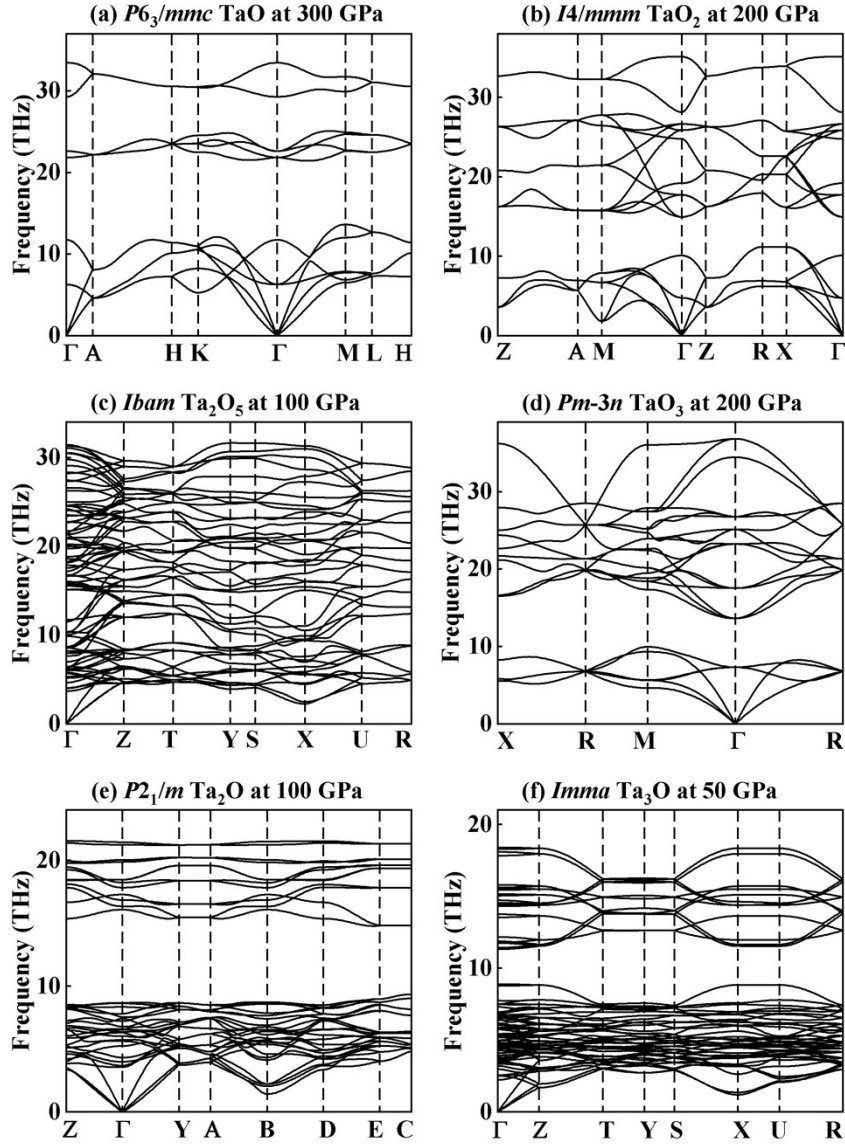 (a) P6₃/mmc TaO at 300 GPa
Frequency (THz)
30
20
10
0
Γ A H K Γ M L H
(b) I4/mmm TaO₂ at 200 GPa
Frequency (THz)
30
20
10
0
Z A M Γ Z R X Γ
(c) Ibam Ta₂O₅ at 100 GPa
Frequency (THz)
30
20
10
0
Γ Z T Y S X U R
(d) Pm-3n TaO₃ at 200 GPa
Frequency (THz)
30
20
10
0
X R M Γ R
(e) P2₁/m Ta₂O at 100 GPa
Frequency (THz)
20
10
0
Z Γ Y A B D E C
(f) Imma Ta₃O at 50 GPa
Frequency (THz)
20
10
0
Γ Z T Y S X U R